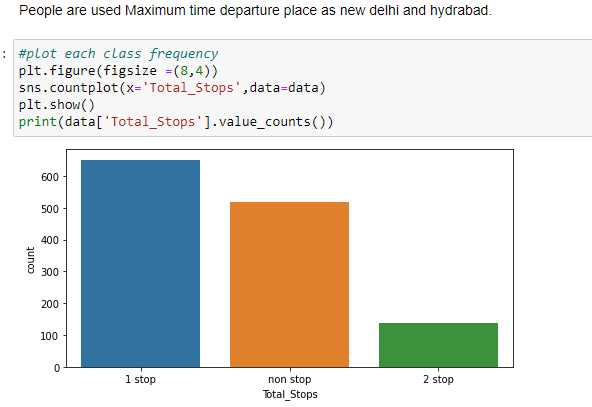 People are used Maximum time departure place as new delhi and hydrabad.
: #plot each class frequency
plt.figure(figsize =(8,4))
sns.countplot(x='Total_Stops',data=data)
plt.show()
print(data['Total_Stops'].value_counts())
600
500
400
300
200
100
0
count
1 stop non stop 2 stop
Total_Stops